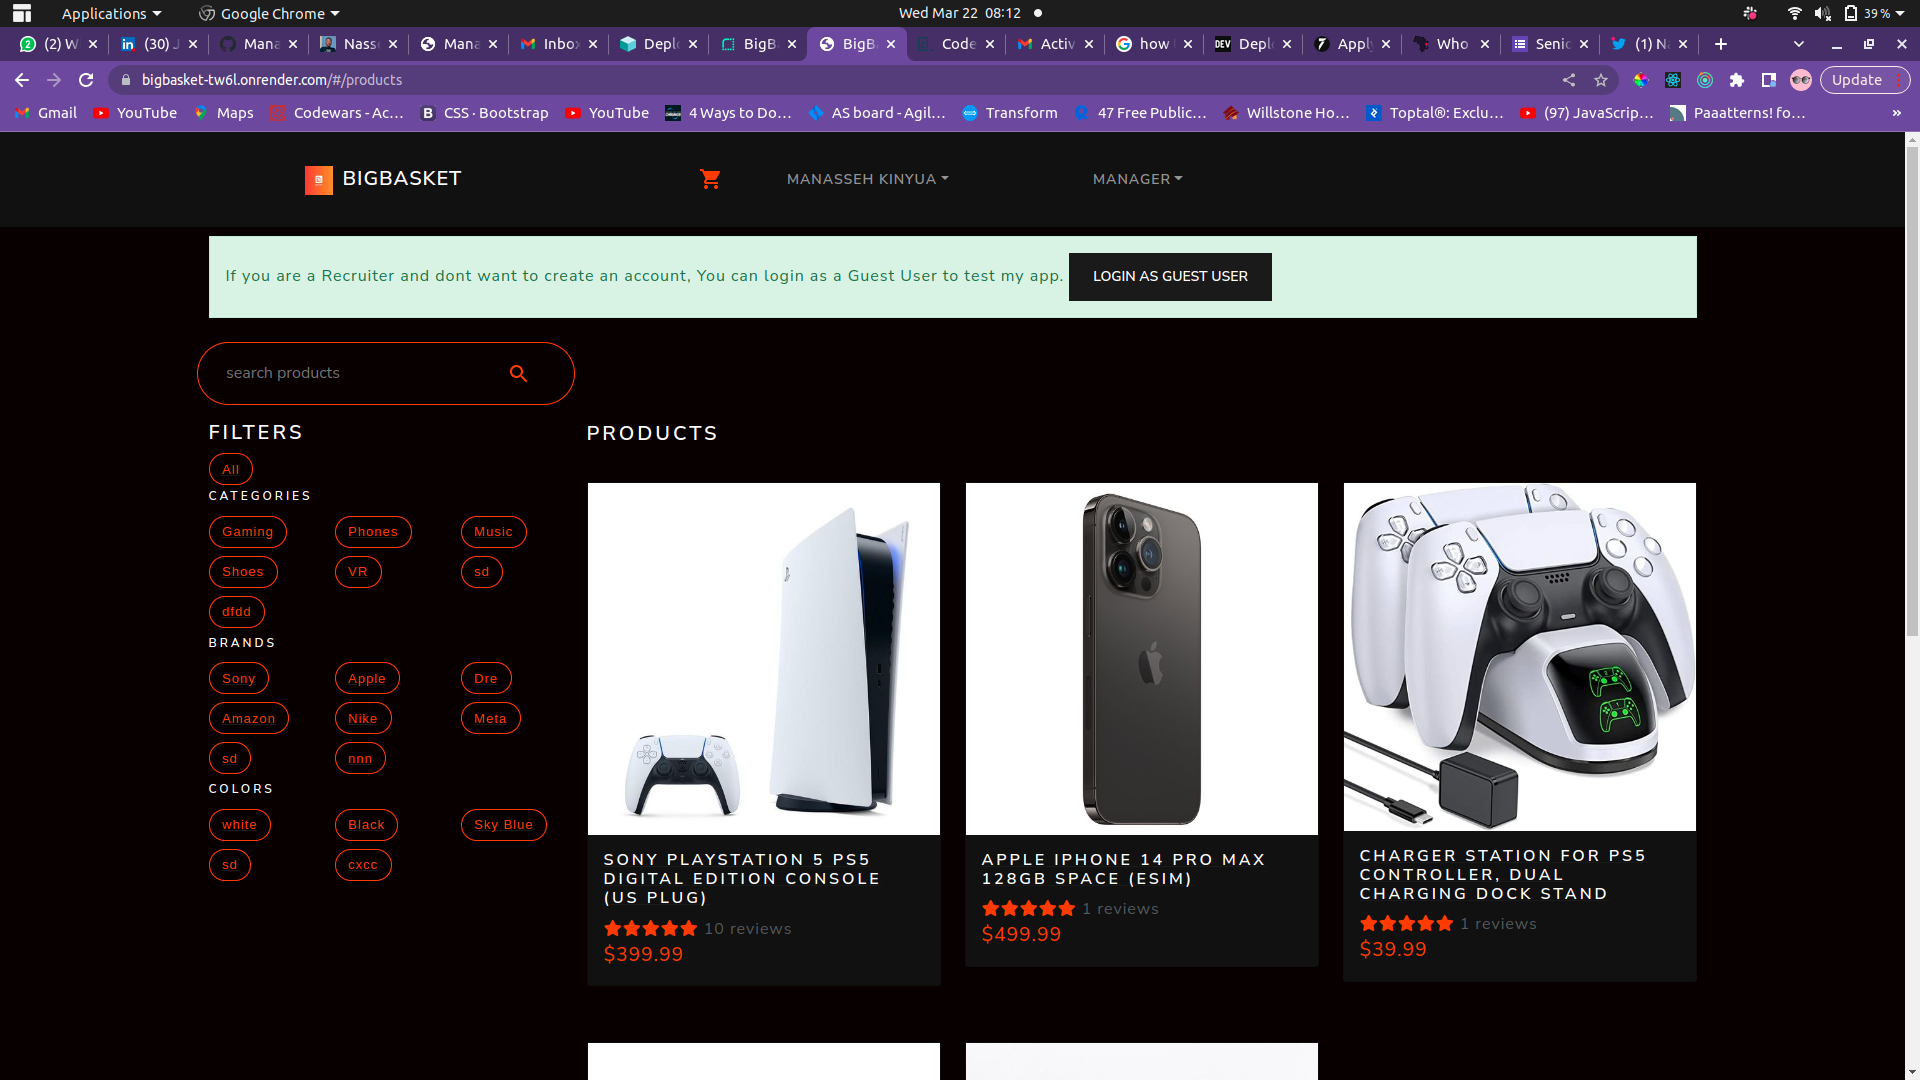 Applications
Google Chrome
Wed Mar 22 08:12
39 %
(2) W
(30) J
Mana
Nass
Mana
Inbo
Deplo
BigB
BigB
Code
Activ
how
DEV
Deplo
Apply
Who
Senic
(1) N
bigbasket-tw6l.onrender.com/#/products
Update
Gmail
YouTube
Maps
Codewars - Ac...
CSS · Bootstrap
YouTube
4 Ways to Do...
AS board - Agil...
Transform
47 Free Public...
Willstone Ho...
Toptal®: Exclu...
(97) JavaScrip...
Paaatterns! fo...
»
BIGBASKET
MANASSEH KINYUA
MANAGER
If you are a Recruiter and dont want to create an account, You can login as a Guest User to test my app.
LOGIN AS GUEST USER
search products
FILTERS
All
CATEGORIES
Gaming
Phones
Music
Shoes
VR
sd
dfdd
BRANDS
Sony
Apple
Dre
Amazon
Nike
Meta
sd
nnn
COLORS
white
Black
Sky Blue
sd
cxcc
PRODUCTS
SONY PLAYSTATION 5 PS5
DIGITAL EDITION CONSOLE
(US PLUG)
10 reviews
$399.99
APPLE IPHONE 14 PRO MAX
128GB SPACE (ESIM)
1 reviews
$499.99
CHARGER STATION FOR PS5
CONTROLLER, DUAL
CHARGING DOCK STAND
1 reviews
$39.99